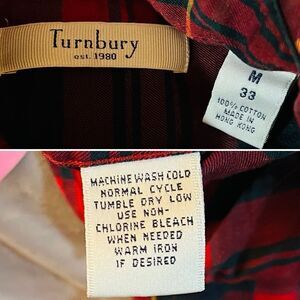 Turnbury
est. 1980
M
33
100% COTTON
MADE IN
HONG KONG
MACHINE WASH COLD
NORMAL CYCLE
TUMBLE DRY LOW
USE NON-
CHLORINE BLEACH
WHEN NEEDED
WARM IRON
IF DESIRED